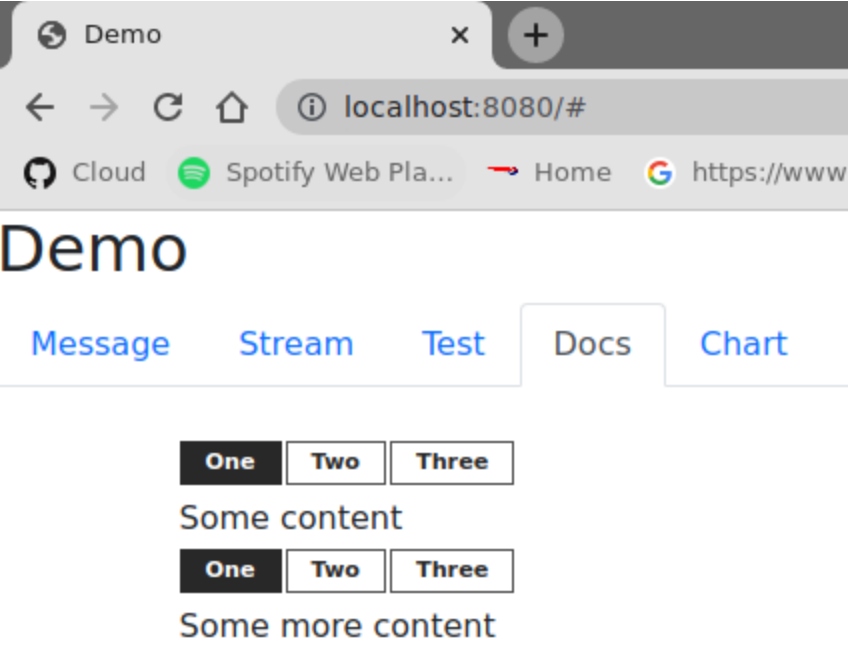 Demo
localhost:8080/#
Cloud Spotify Web Pla... Home https://www
Demo
Message Stream Test Docs Chart
One Two Three
Some content
One Two Three
Some more content